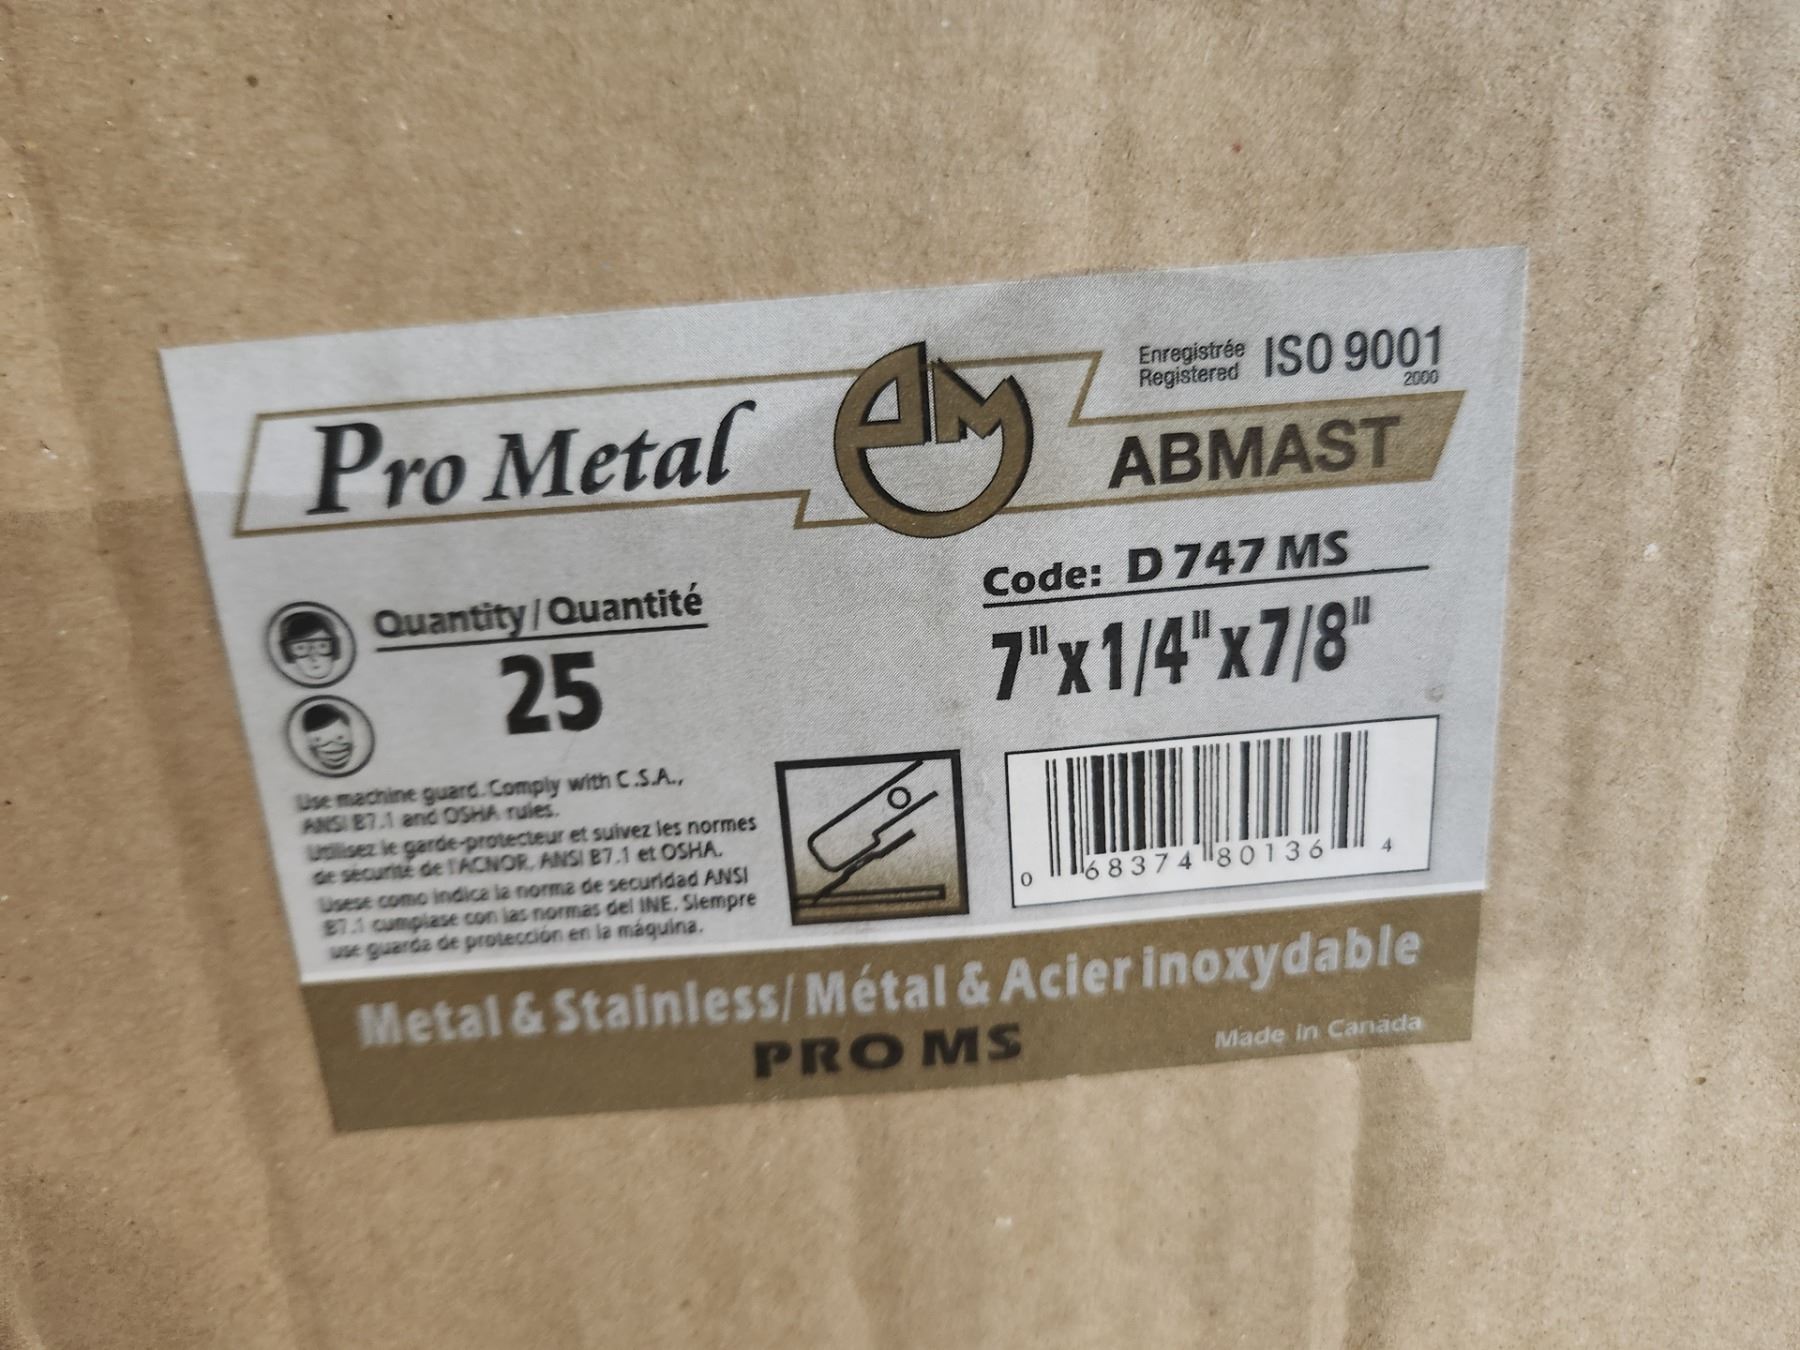 Pro Metal
Enregistrée
Registered
ISO 9001
2000
ABMAST
Code: D 747 MS
7"x1/4"x7/8"
Quantity/Quantité
25
Use machine guard. Comply with C.S.A.,
ANSI B7.1 and OSHA rules.
Utilisez le garde-protecteur et suivez les normes
de sécurité de l'ACNOR, ANSI B7.1 et OSHA.
Usese como indica la norma de securidad ANSI
B7.1 cumplase con las normas del INE. Siempre
use guarda de protección en la máquina.
0 68374 80136 4
Metal & Stainless/Métal & Acier inoxydable
PRO MS
Made in Canada